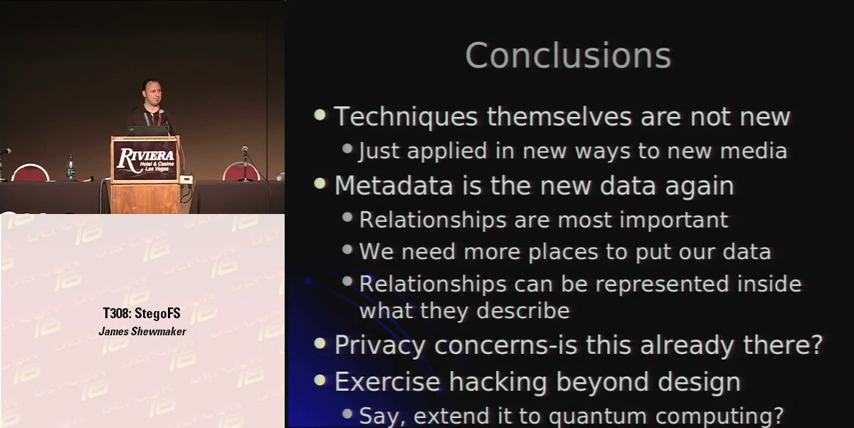 Conclusions
Techniques themselves are not new
Just applied in new ways to new media
Metadata is the new data again
Relationships are most important
We need more places to put our data
Relationships can be represented inside
what they describe
Privacy concerns-is this already there?
Exercise hacking beyond design
Say, extend it to quantum computing?
RIVIERA
Hotel & Casino
Las Vegas
T308: StegoFS
James Shewmaker
DEFCON
16